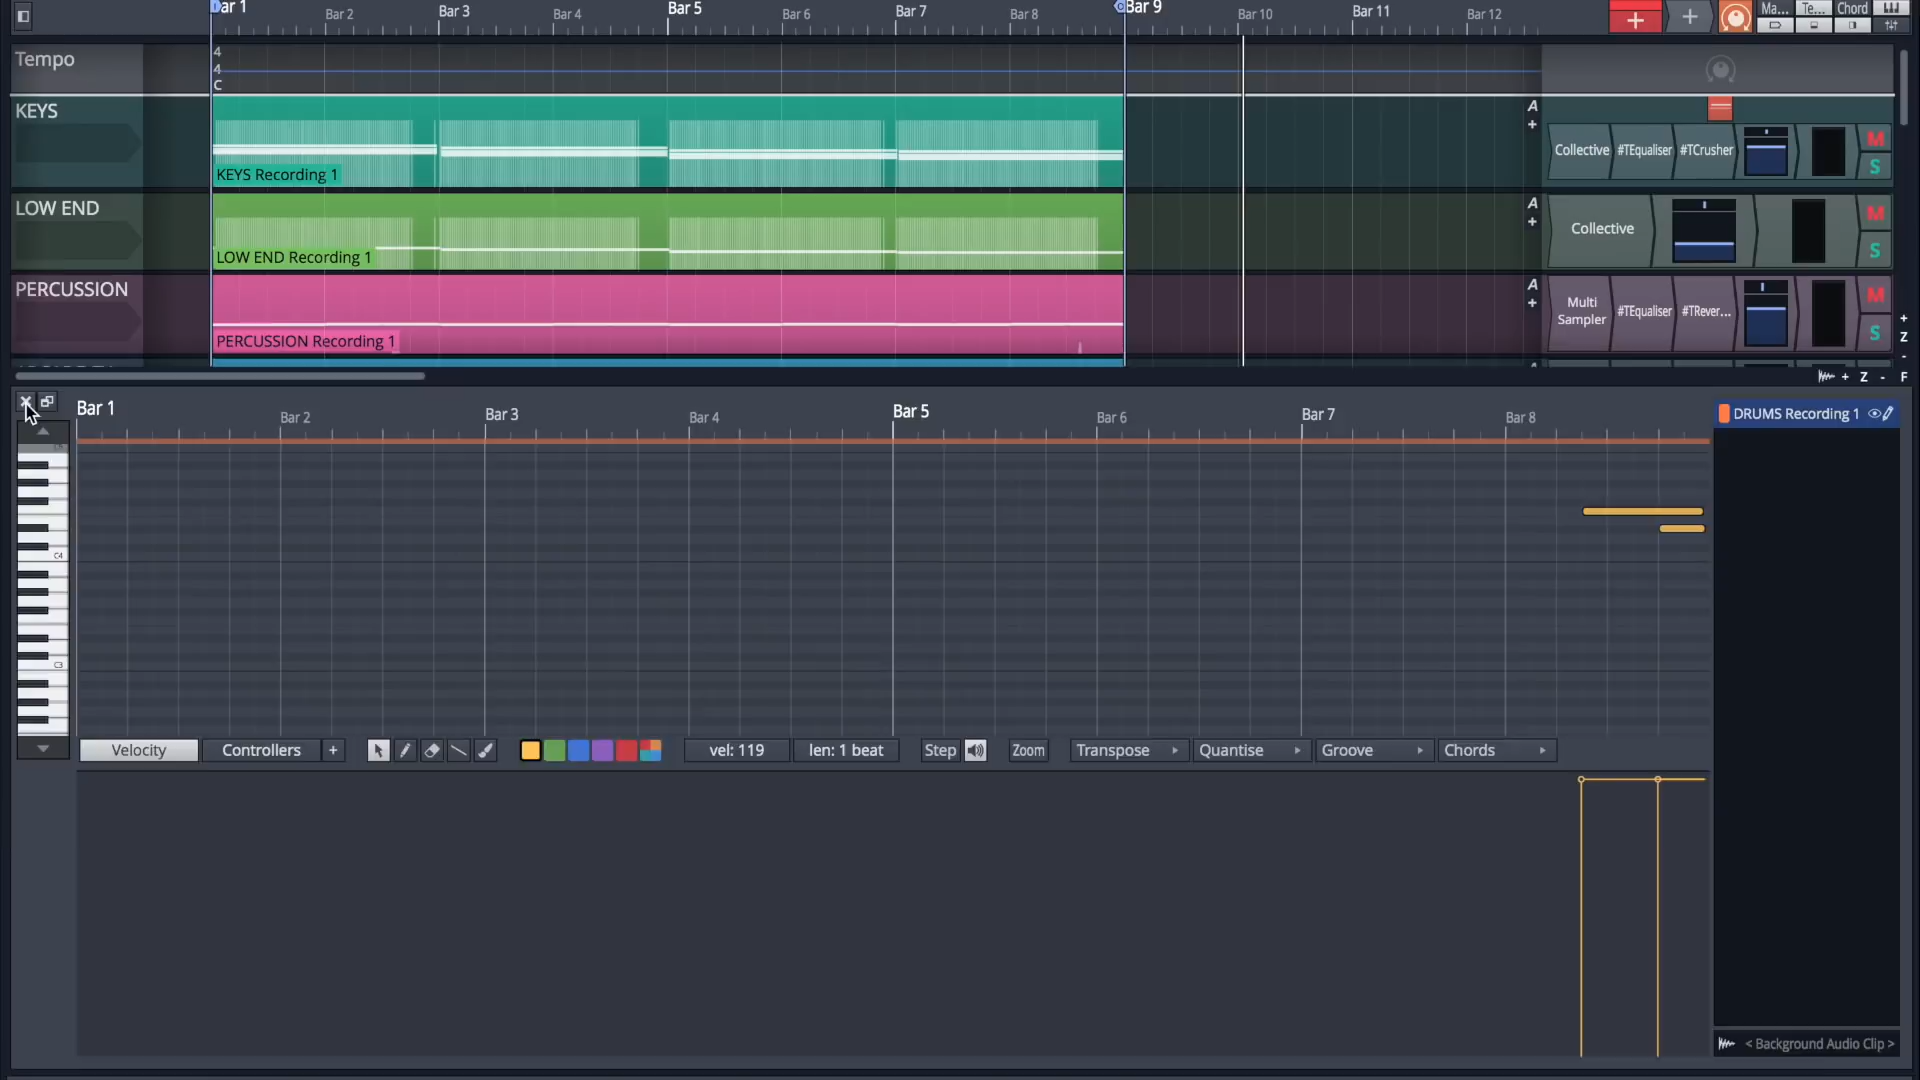 Bar 1
Bar 2
Bar 3
Bar 4
Bar 5
Bar 6
Bar 7
Bar 8
Bar 9
Bar 10
Bar 11
Bar 12
Ma...
Te...
Chord
Tempo
4
4
C
KEYS
KEYS Recording 1
A
+
Collective
#TEqualiser
#TCrusher
M
S
LOW END
LOW END Recording 1
A
+
Collective
M
S
PERCUSSION
PERCUSSION Recording 1
A
+
Multi
Sampler
#TEqualiser
#TRever...
M
S
+
Z
-
A
+ Z - F
Bar 1
Bar 2
Bar 3
Bar 4
Bar 5
Bar 6
Bar 7
Bar 8
DRUMS Recording 1
C4
C3
Velocity
Controllers
+
vel: 119
len: 1 beat
Step
Zoom
Transpose
Quantise
Groove
Chords
< Background Audio Clip >